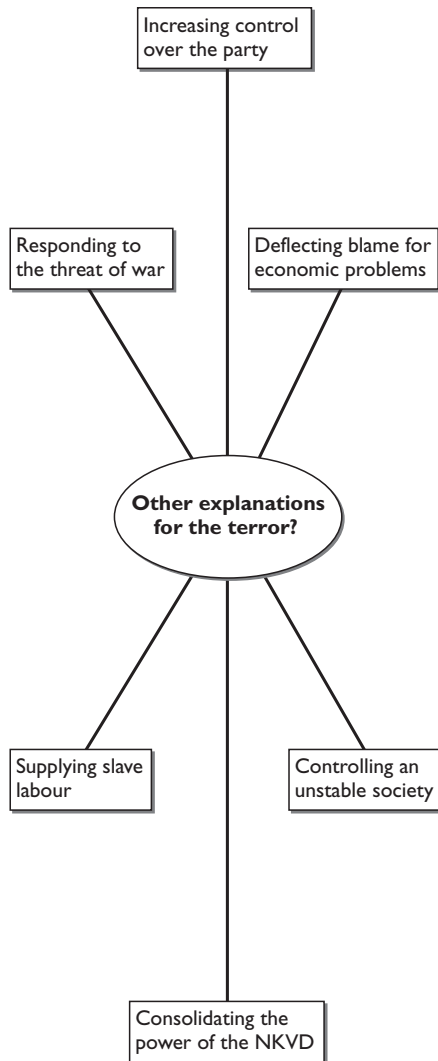 Increasing control
over the party
Responding to
the threat of war
Deflecting blame for
economic problems
Other explanations
for the terror?
Supplying slave
labour
Controlling an
unstable society
Consolidating the
power of the NKVD